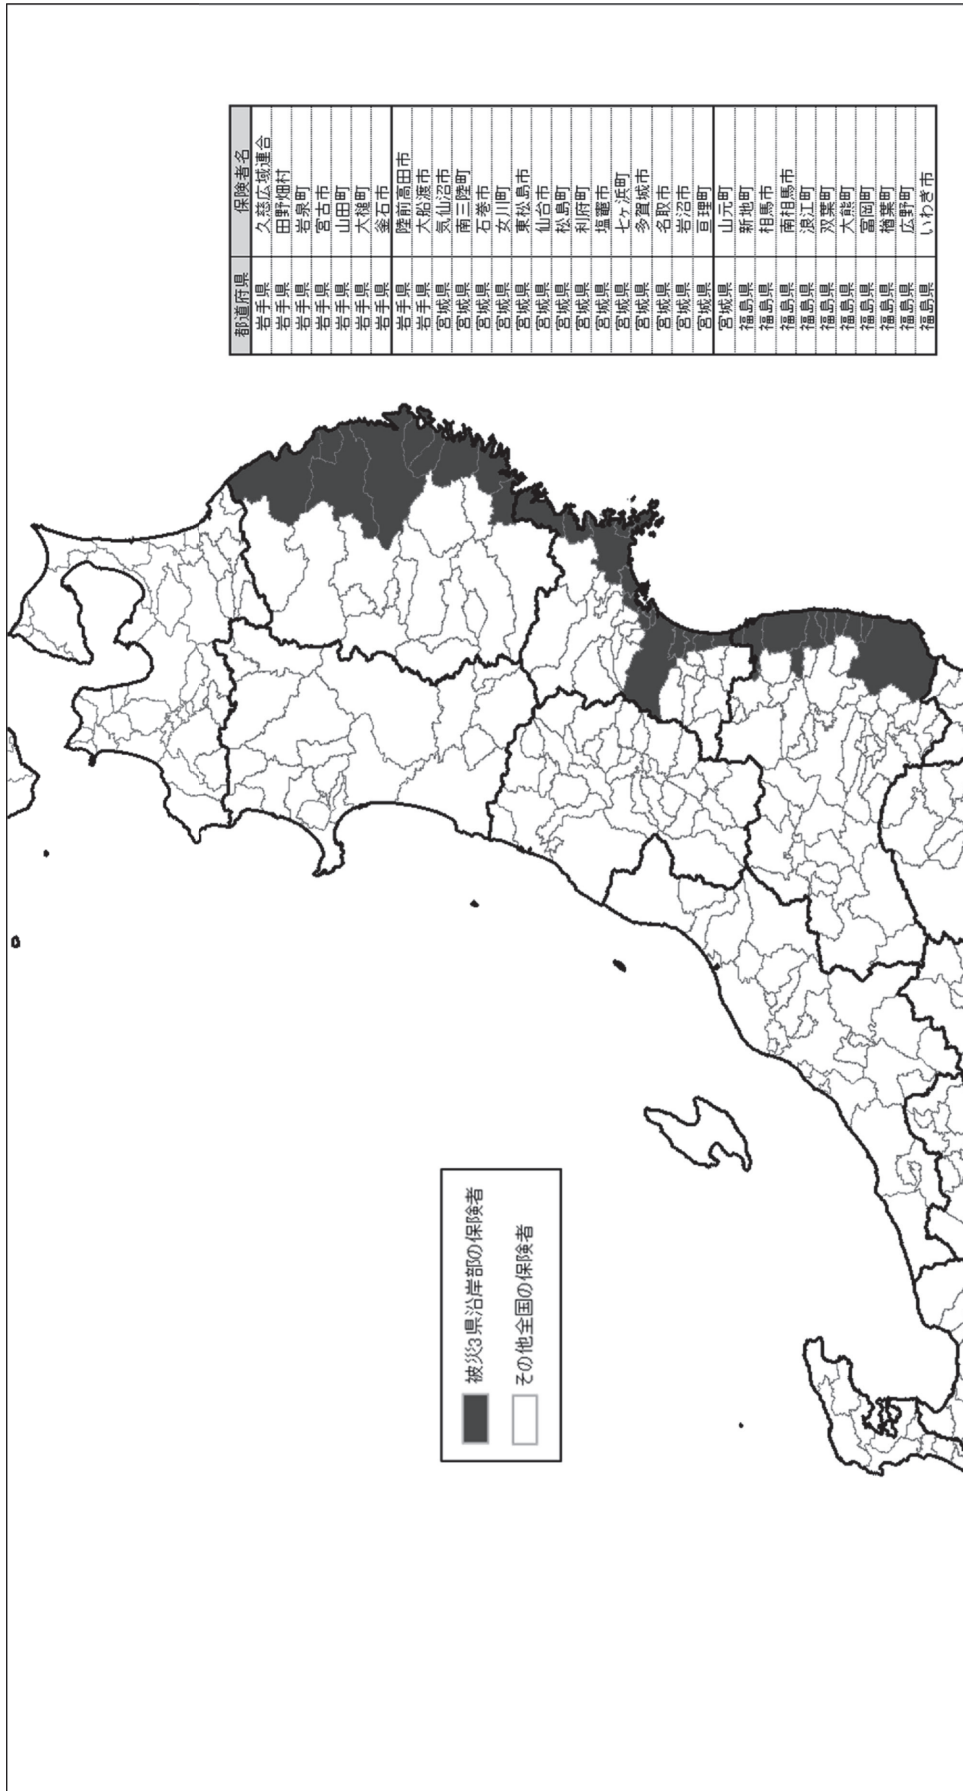 都道府県 保険者名
岩手県 久慈広域連合
岩手県 田野畑村
岩手県 岩泉町
岩手県 宮古市
岩手県 山田町
岩手県 大槌町
岩手県 釜石市
岩手県 陸前高田市
岩手県 大船渡市
宮城県 気仙沼市
宮城県 南三陸町
宮城県 石巻市
宮城県 女川町
宮城県 東松島市
宮城県 仙台市
宮城県 松島町
宮城県 利府町
宮城県 塩竈市
宮城県 七ヶ浜町
宮城県 多賀城市
宮城県 名取市
宮城県 岩沼市
宮城県 亘理町
宮城県 山元町
福島県 新地町
福島県 相馬市
福島県 南相馬市
福島県 浪江町
福島県 双葉町
福島県 大熊町
福島県 富岡町
福島県 楢葉町
福島県 広野町
福島県 いわき市
被災3県沿岸部の保険者
その他全国の保険者